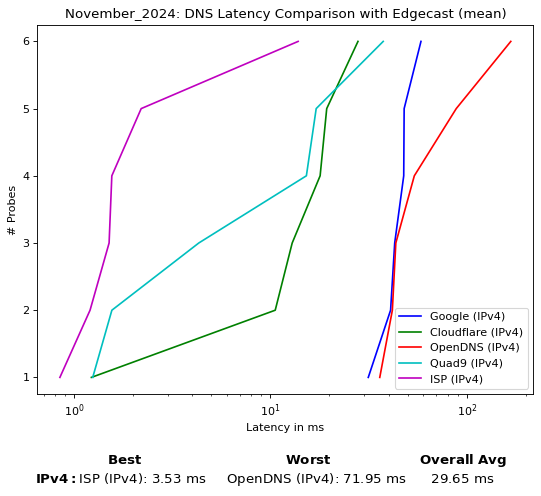 November_2024: DNS Latency Comparison with Edgecast (mean)
6
5
4
3
2
1
# Probes
Google (IPv4)
Cloudflare (IPv4)
OpenDNS (IPv4)
Quad9 (IPv4)
ISP (IPv4)
10⁰ 10¹ 10²
Latency in ms
Best Worst Overall Avg
IPv4: ISP (IPv4): 3.53 ms OpenDNS (IPv4): 71.95 ms 29.65 ms